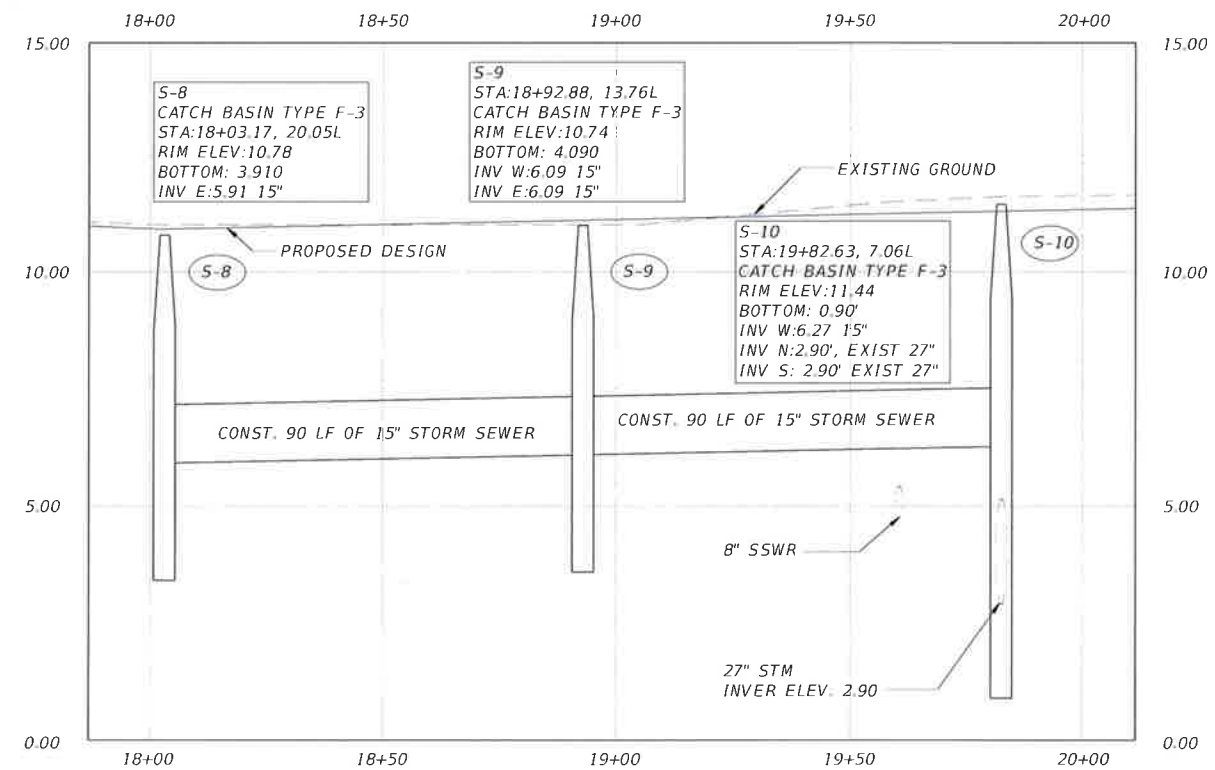 18+00 18+50 19+00 19+50 20+00
15.00 15.00
S-8
CATCH BASIN TYPE F-3
STA:18+03.17, 20.05L
RIM ELEV:10.78
BOTTOM: 3.910
INV E:5.91 15"
S-9
STA:18+92.88, 13.76L
CATCH BASIN TYPE F-3
RIM ELEV:10.74
BOTTOM: 4.090
INV W:6.09 15"
INV E:6.09 15"
EXISTING GROUND
PROPOSED DESIGN
S-10
STA:19+82.63, 7.06L
CATCH BASIN TYPE F-3
RIM ELEV:11.44
BOTTOM: 0.90'
INV W:6.27 15"
INV N:2.90', EXIST 27"
INV S: 2.90' EXIST 27"
S-8
S-9
S-10
10.00 10.00
CONST. 90 LF OF 15" STORM SEWER
CONST. 90 LF OF 15" STORM SEWER
5.00 5.00
8" SSWR
27" STM
INVER ELEV. 2.90
0.00 0.00
18+00 18+50 19+00 19+50 20+00